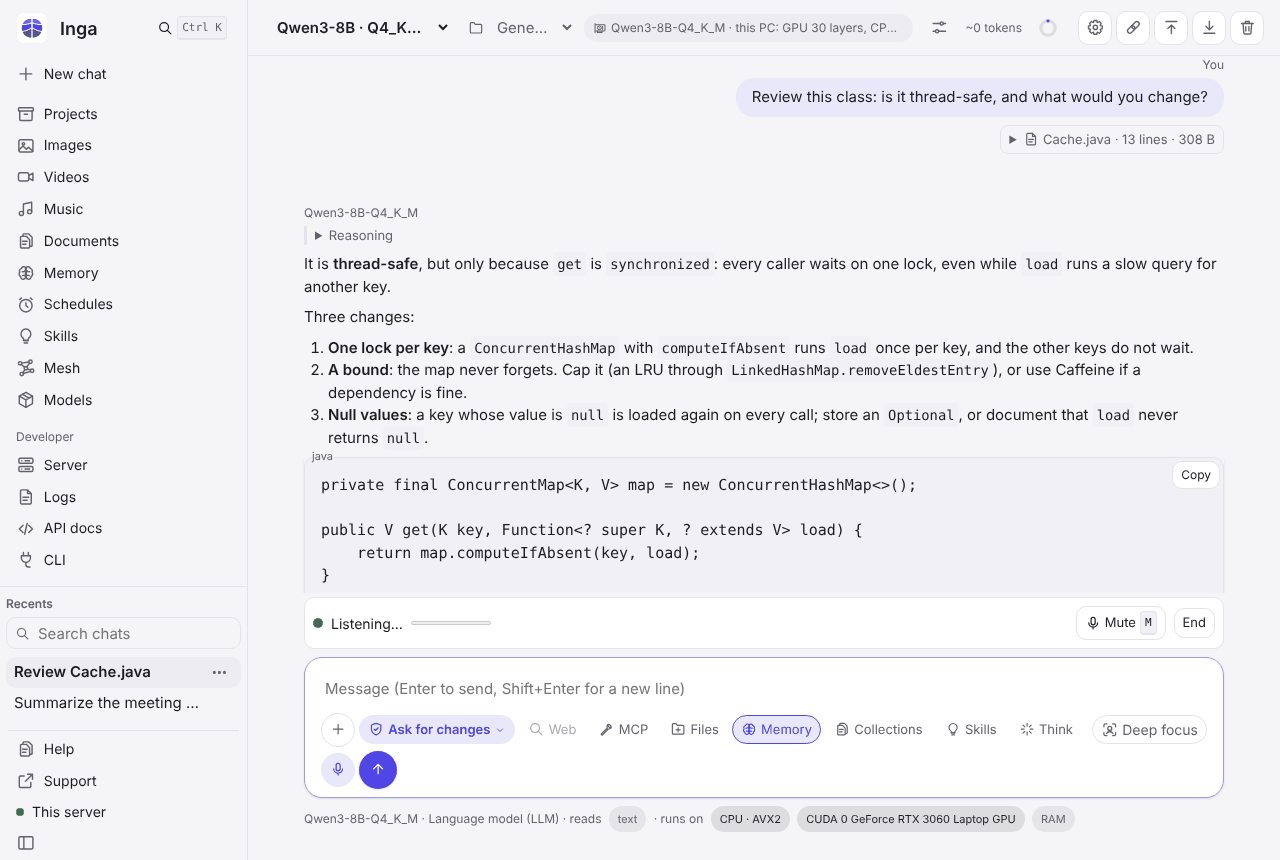 Inga
Ctrl K
New chat
Projects
Images
Videos
Music
Documents
Memory
Schedules
Skills
Mesh
Models
Developer
Server
Logs
API docs
CLI
Recents
Search chats
Review Cache.java
Summarize the meeting ...
Help
Support
This server
Qwen3-8B · Q4_K...
Gene...
Qwen3-8B-Q4_K_M · this PC: GPU 30 layers, CP...
~0 tokens
You
Review this class: is it thread-safe, and what would you change?
Cache.java · 13 lines · 308 B
Qwen3-8B-Q4_K_M
Reasoning
It is thread-safe, but only because get is synchronized: every caller waits on one lock, even while load runs a slow query for
another key.
Three changes:
1. One lock per key: a ConcurrentHashMap with computeIfAbsent runs load once per key, and the other keys do not wait.
2. A bound: the map never forgets. Cap it (an LRU through LinkedHashMap.removeEldestEntry), or use Caffeine if a
dependency is fine.
3. Null values: a key whose value is null is loaded again on every call; store an Optional, or document that load never
returns null.
java
Copy
private final ConcurrentMap<K, V> map = new ConcurrentHashMap<>();
public V get(K key, Function<? super K, ? extends V> load) {
    return map.computeIfAbsent(key, load);
}
Listening...
Mute M
End
Message (Enter to send, Shift+Enter for a new line)
Ask for changes
Web
MCP
Files
Memory
Collections
Skills
Think
Deep focus
Qwen3-8B-Q4_K_M · Language model (LLM) · reads text · runs on CPU · AVX2 CUDA 0 GeForce RTX 3060 Laptop GPU RAM